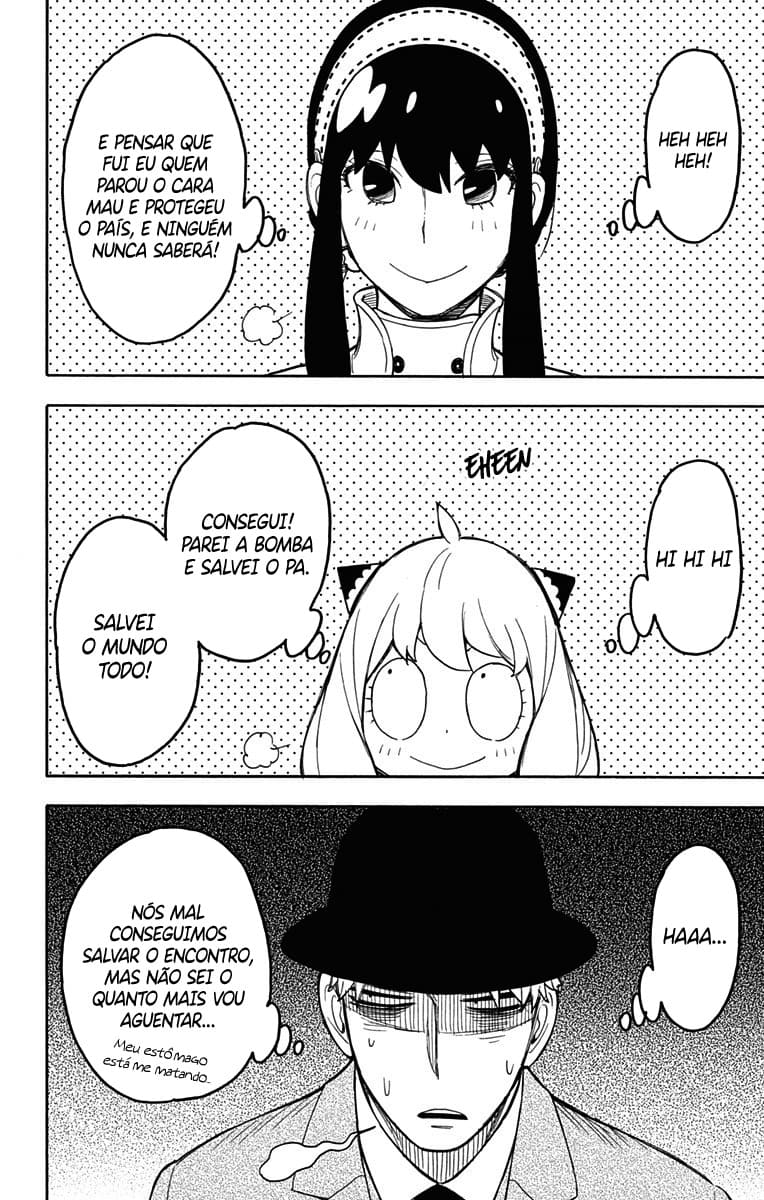 HEH HEH
HEH!
E PENSAR QUE
FUI EU QUEM
PAROU O CARA
MAU E PROTEGEU
O PAÍS, E NINGUÉM
NUNCA SABERÁ!
HI HI HI
EHEEN
CONSEGUI!
PAREI A BOMBA
E SALVEI O PA.
SALVEI
O MUNDO
TODO!
HAAA...
NÓS MAL
CONSEGUIMOS
SALVAR O ENCONTRO,
MAS NÃO SEI O
QUANTO MAIS VOU
AGUENTAR...
Meu estômago
está me matando...